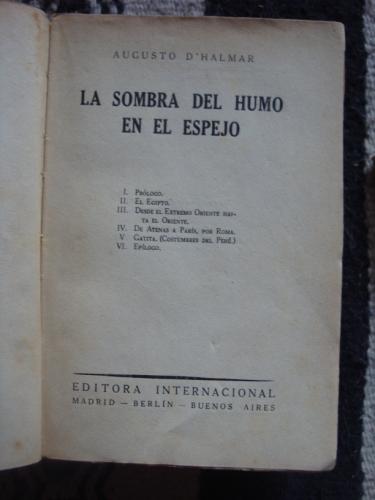 AUGUSTO D'HALMAR
LA SOMBRA DEL HUMO
EN EL ESPEJO
I. PRÓLOGO.
II. EL EGIPTO.
III. DESDE EL EXTREMO ORIENTE HAS-
TA EL ORIENTE.
IV. DE ATENAS A PARÍS, POR ROMA.
V GATITA. (COSTUMBRES DEL PERÚ.)
VI. EPÍLOGO.
EDITORA INTERNACIONAL
MADRID — BERLÍN — BUENOS AIRES